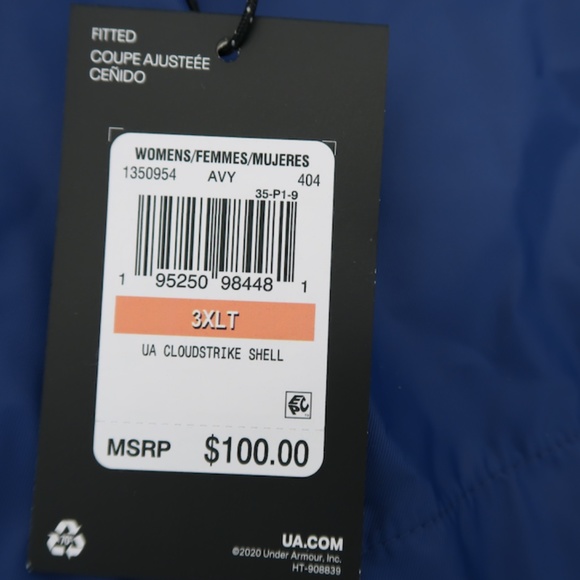 FITTED
COUPE AJUSTEÉE
CEÑIDO
WOMENS/FEMMES/MUJERES
1350954 AVY 404
35-P1-9
1 95250 98448 1
3XLT
UA CLOUDSTRIKE SHELL
EPC
MSRP $100.00
UA.COM
©2020 Under Armour, Inc.
HT-908839